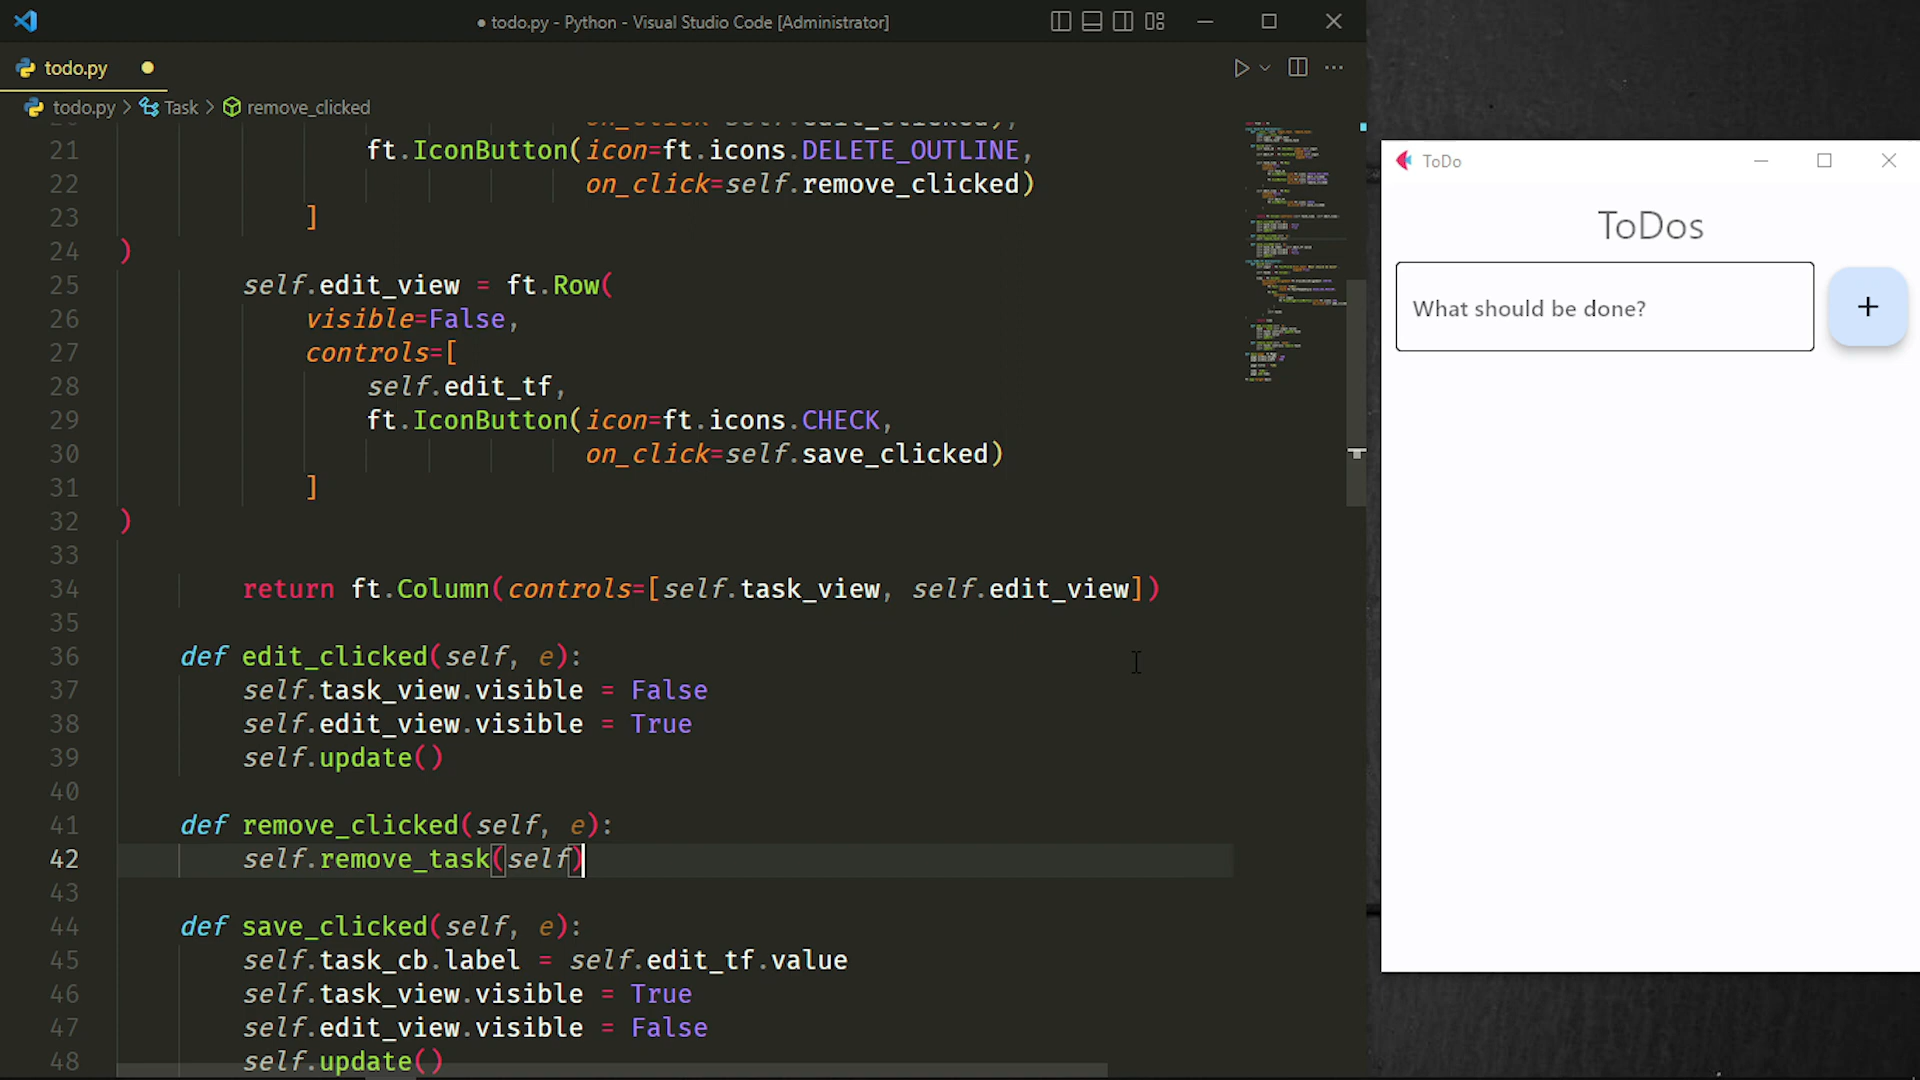 ● todo.py - Python - Visual Studio Code [Administrator]
todo.py
todo.py > Task > remove_clicked
21 ft.IconButton(icon=ft.icons.DELETE_OUTLINE,
22 on_click=self.remove_clicked)
23 ]
24 )
25 self.edit_view = ft.Row(
26 visible=False,
27 controls=[
28 self.edit_tf,
29 ft.IconButton(icon=ft.icons.CHECK,
30 on_click=self.save_clicked)
31 ]
32 )
33
34 return ft.Column(controls=[self.task_view, self.edit_view])
35
36 def edit_clicked(self, e):
37 self.task_view.visible = False
38 self.edit_view.visible = True
39 self.update()
40
41 def remove_clicked(self, e):
42 self.remove_task(self)
43
44 def save_clicked(self, e):
45 self.task_cb.label = self.edit_tf.value
46 self.task_view.visible = True
47 self.edit_view.visible = False
48 self.update()
ToDo
ToDos
What should be done?
+